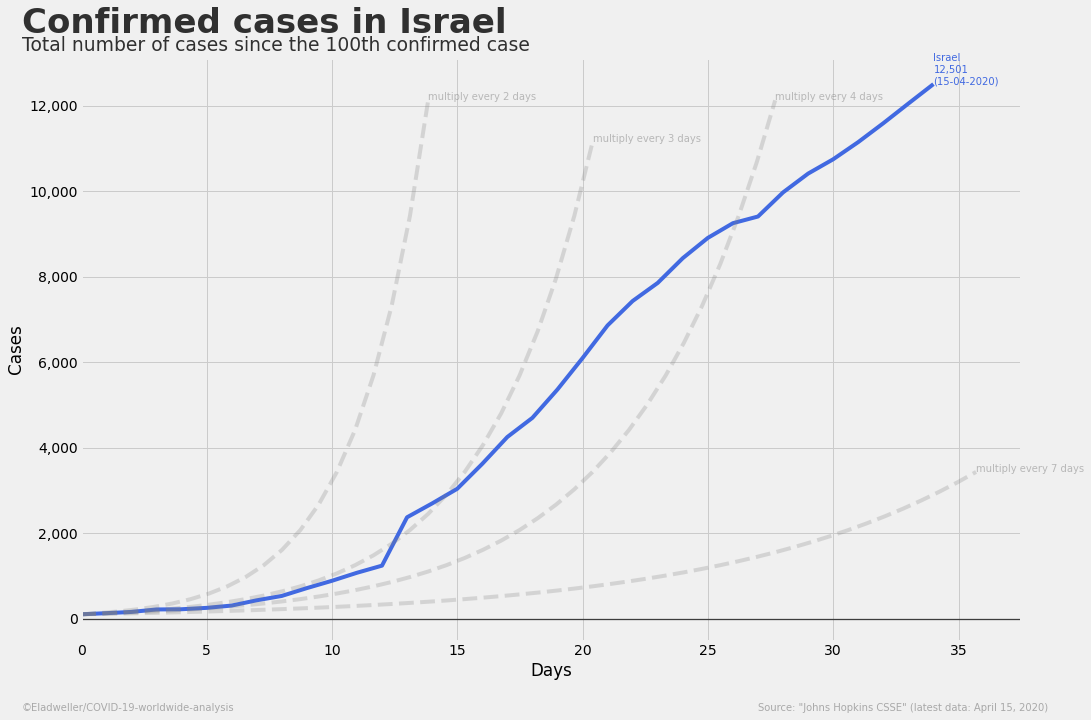 Confirmed cases in Israel
Total number of cases since the 100th confirmed case
Israel
12,501
(15-04-2020)
multiply every 2 days
multiply every 4 days
multiply every 3 days
multiply every 7 days
12,000
10,000
8,000
6,000
4,000
2,000
0
Cases
0 5 10 15 20 25 30 35
Days
©Eladweller/COVID-19-worldwide-analysis
Source: "Johns Hopkins CSSE" (latest data: April 15, 2020)